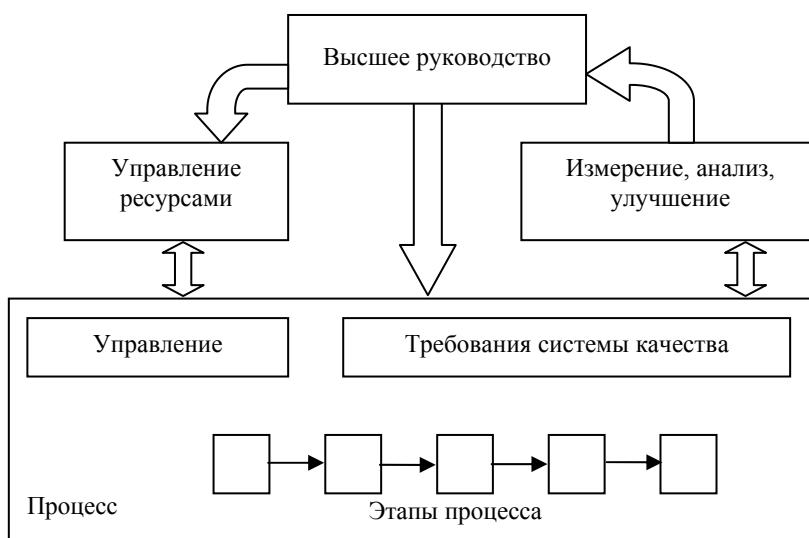 Высшее руководство
Управление
ресурсами
Измерение, анализ,
улучшение
Управление
Требования системы качества
Процесс
Этапы процесса